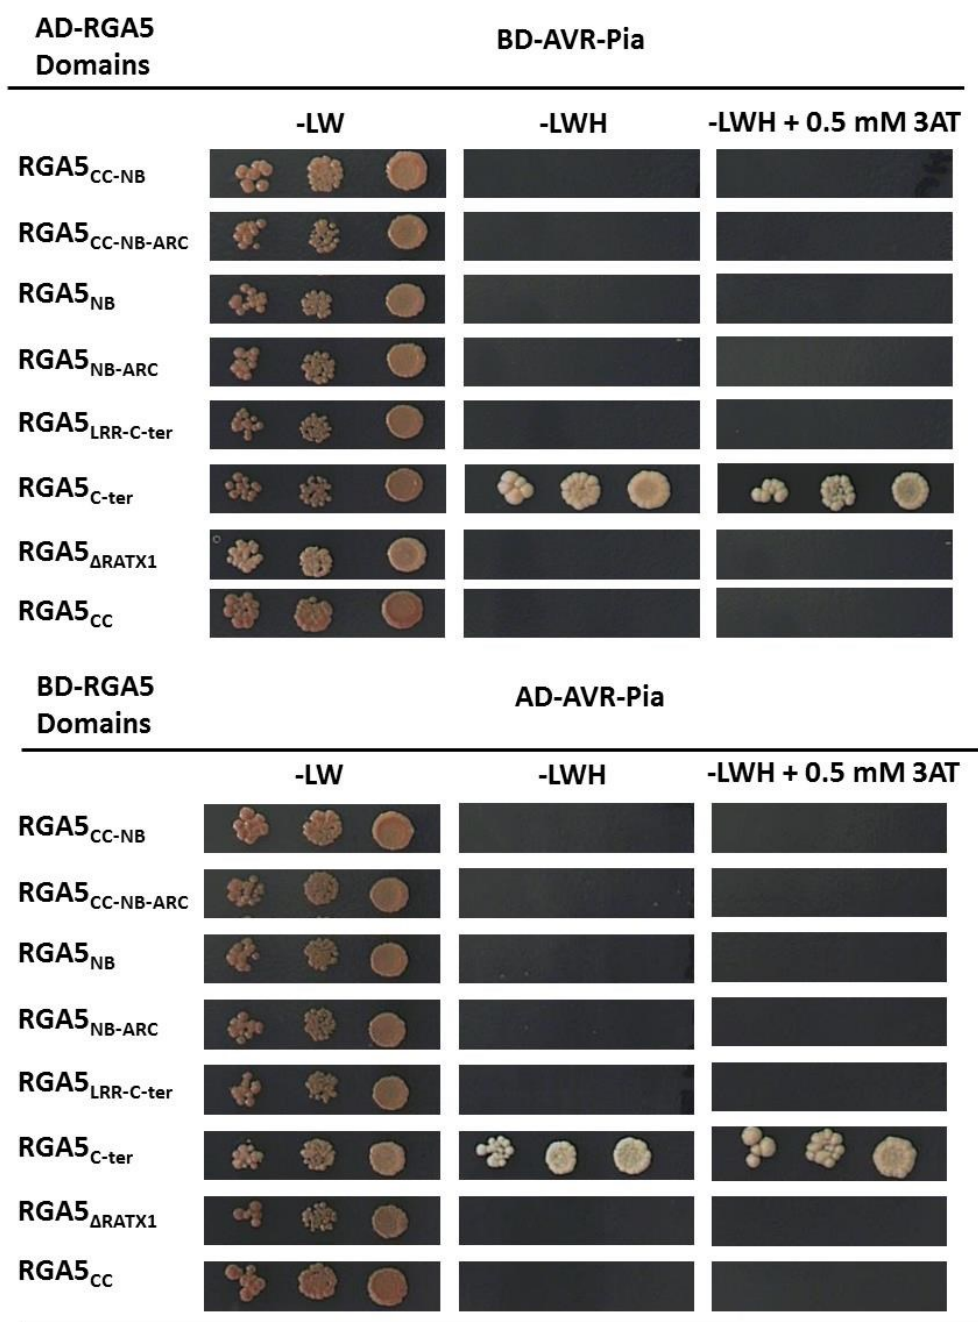 AD-RGA5
Domains
BD-AVR-Pia
-LW -LWH -LWH + 0.5 mM 3AT
RGA5CC-NB
RGA5CC-NB-ARC
RGA5NB
RGA5NB-ARC
RGA5LRR-C-ter
RGA5C-ter
RGA5ΔRATX1
RGA5CC
BD-RGA5
Domains
AD-AVR-Pia
-LW -LWH -LWH + 0.5 mM 3AT
RGA5CC-NB
RGA5CC-NB-ARC
RGA5NB
RGA5NB-ARC
RGA5LRR-C-ter
RGA5C-ter
RGA5ΔRATX1
RGA5CC